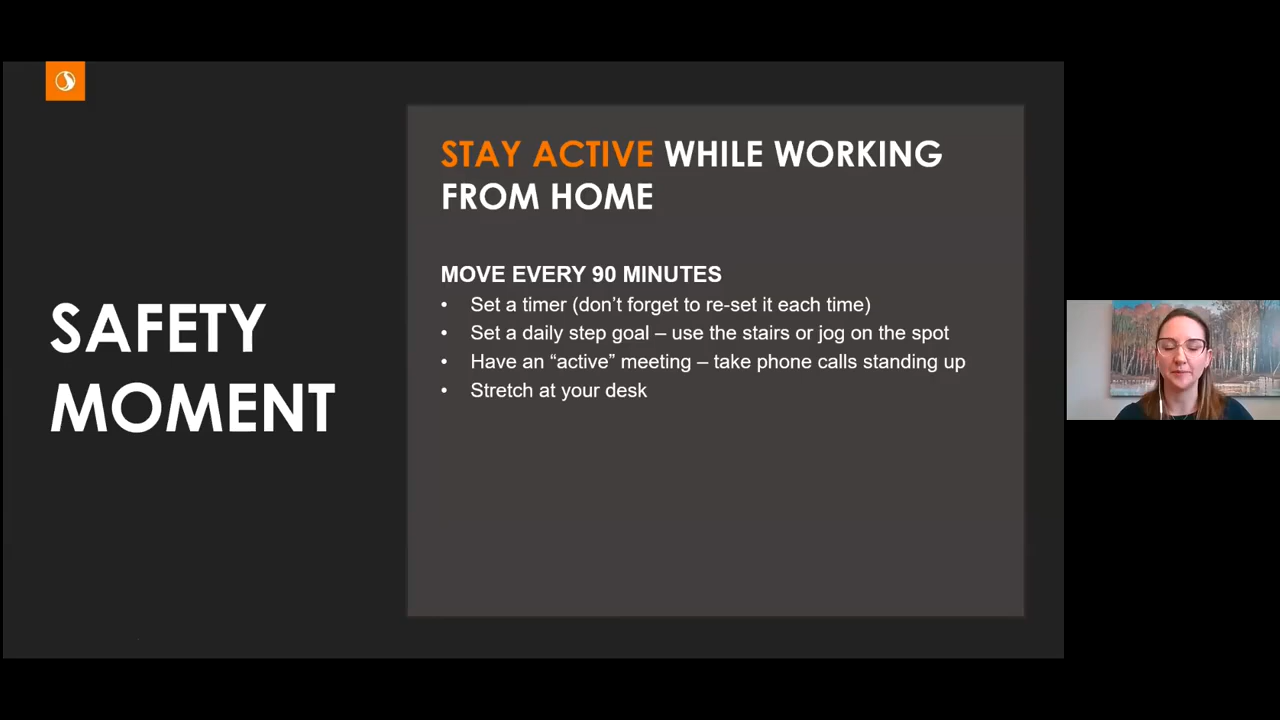 SAFETY
MOMENT
STAY ACTIVE WHILE WORKING
FROM HOME
MOVE EVERY 90 MINUTES
• Set a timer (don’t forget to re-set it each time)
• Set a daily step goal – use the stairs or jog on the spot
• Have an “active” meeting – take phone calls standing up
• Stretch at your desk